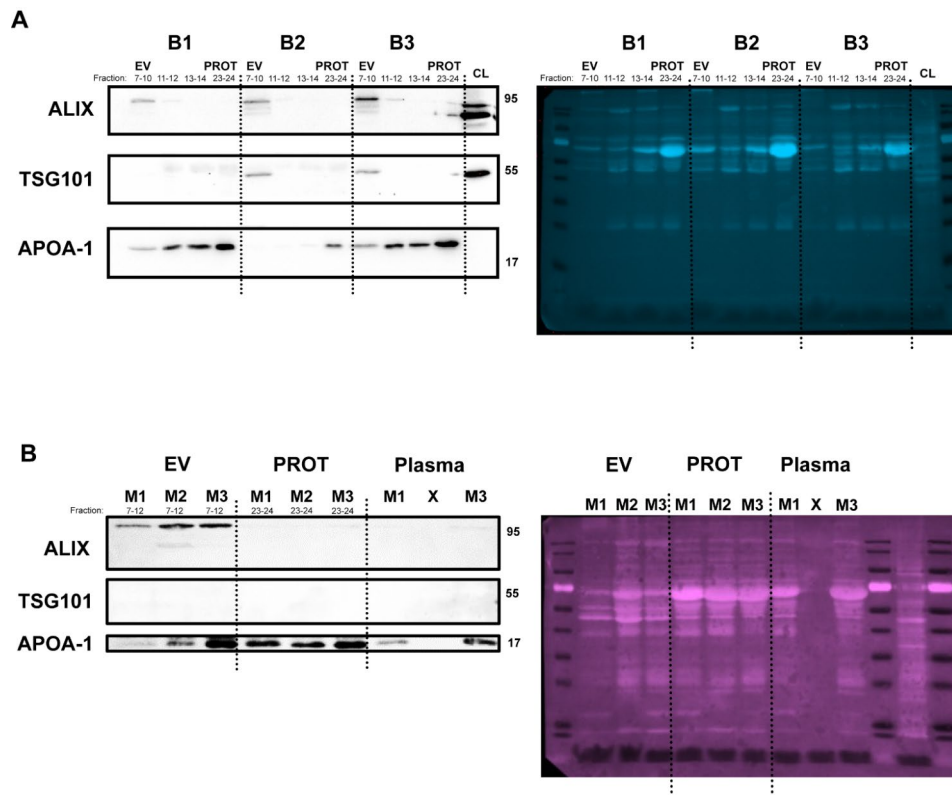 A
B1 B2 B3
EV PROT EV PROT EV PROT CL
Fraction: 7-10 11-12 13-14 23-24 7-10 11-12 13-14 23-24 7-10 11-12 13-14 23-24
ALIX 95
TSG101 55
APOA-1 17
B1 B2 B3
EV PROT EV PROT EV PROT CL
Fraction: 7-10 11-12 13-14 23-24 7-10 11-12 13-14 23-24 7-10 11-12 13-14 23-24
B
EV PROT Plasma
M1 M2 M3 M1 M2 M3 M1 X M3
Fraction: 7-12 7-12 7-12 23-24 23-24 23-24
ALIX 95
TSG101 55
APOA-1 17
EV PROT Plasma
M1 M2 M3 M1 M2 M3 M1 X M3